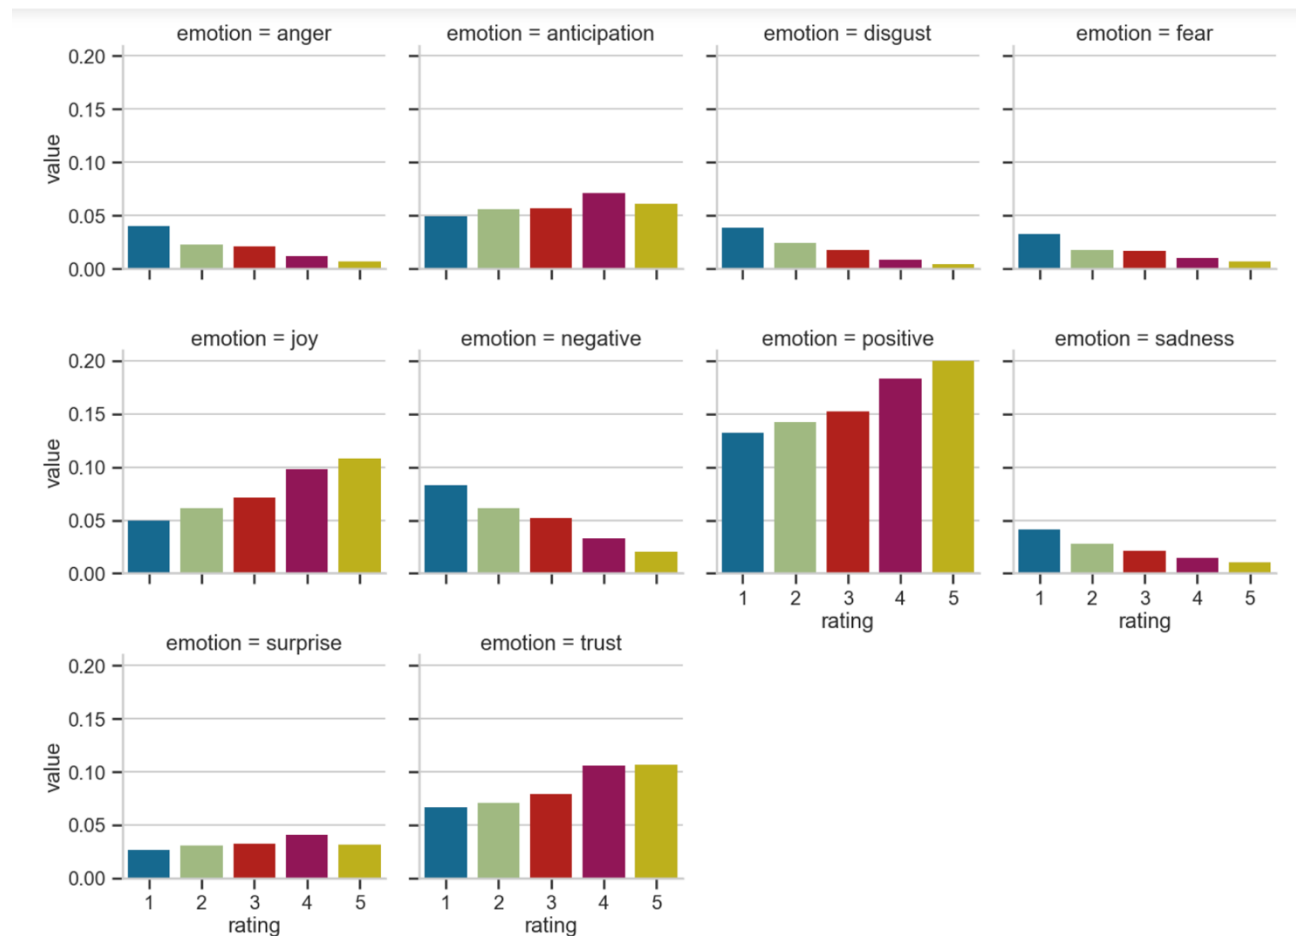 emotion = anger
emotion = anticipation
emotion = disgust
emotion = fear
value
0.20
0.15
0.10
0.05
0.00
emotion = joy
emotion = negative
emotion = positive
emotion = sadness
value
0.20
0.15
0.10
0.05
0.00
1 2 3 4 5
rating
1 2 3 4 5
rating
emotion = surprise
emotion = trust
value
0.20
0.15
0.10
0.05
0.00
1 2 3 4 5
rating
1 2 3 4 5
rating